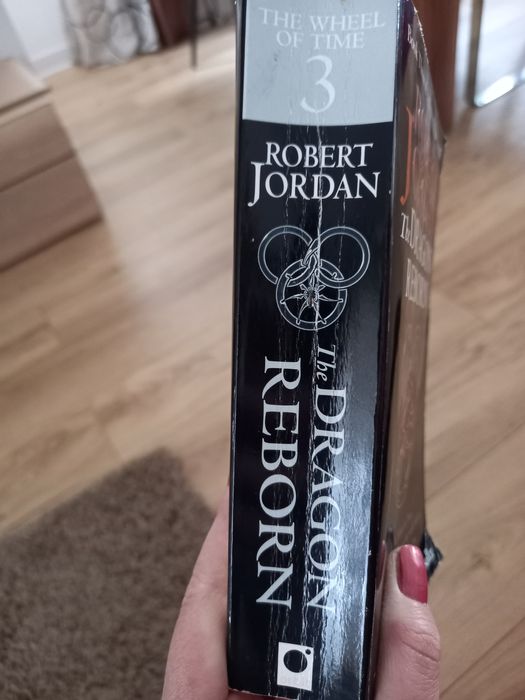 THE WHEEL
OF TIME
3
ROBERT
JORDAN
The DRAGON
REBORN